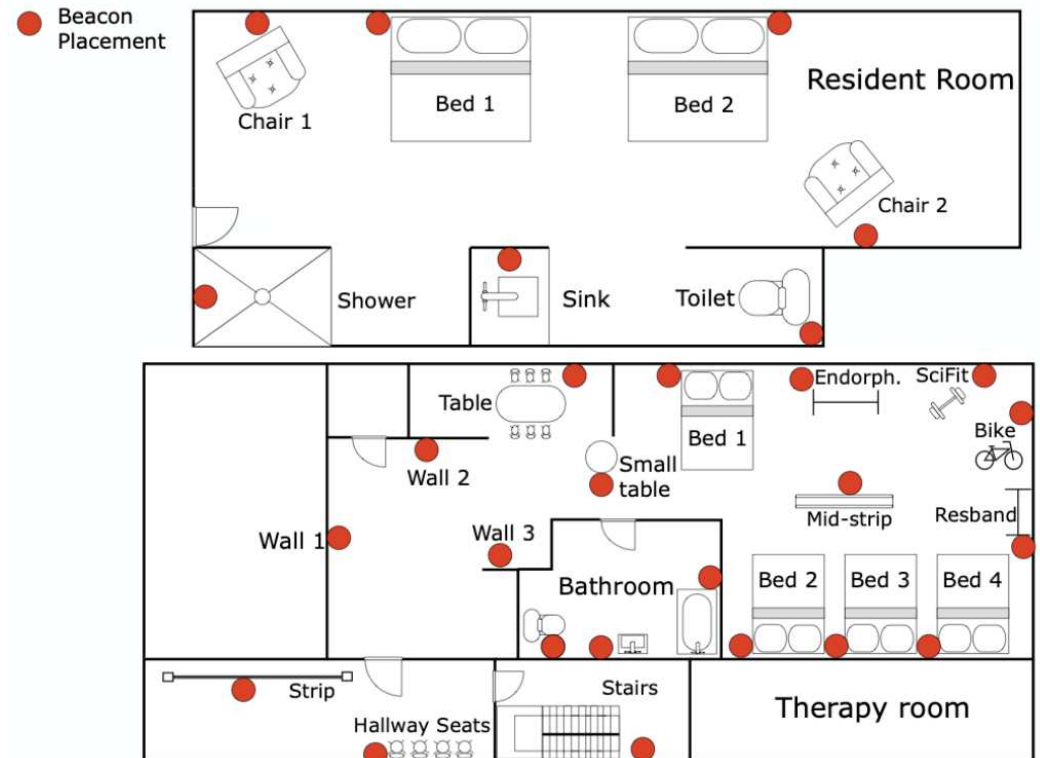 Beacon
Placement
Resident Room
Bed 1
Bed 2
Chair 1
Chair 2
Shower
Sink
Toilet
Endorph.
SciFit
Table
Bed 1
Bike
Small
table
Wall 2
Mid-strip
Resband
Wall 3
Wall 1
Bathroom
Bed 2
Bed 3
Bed 4
Strip
Stairs
Hallway Seats
Therapy room